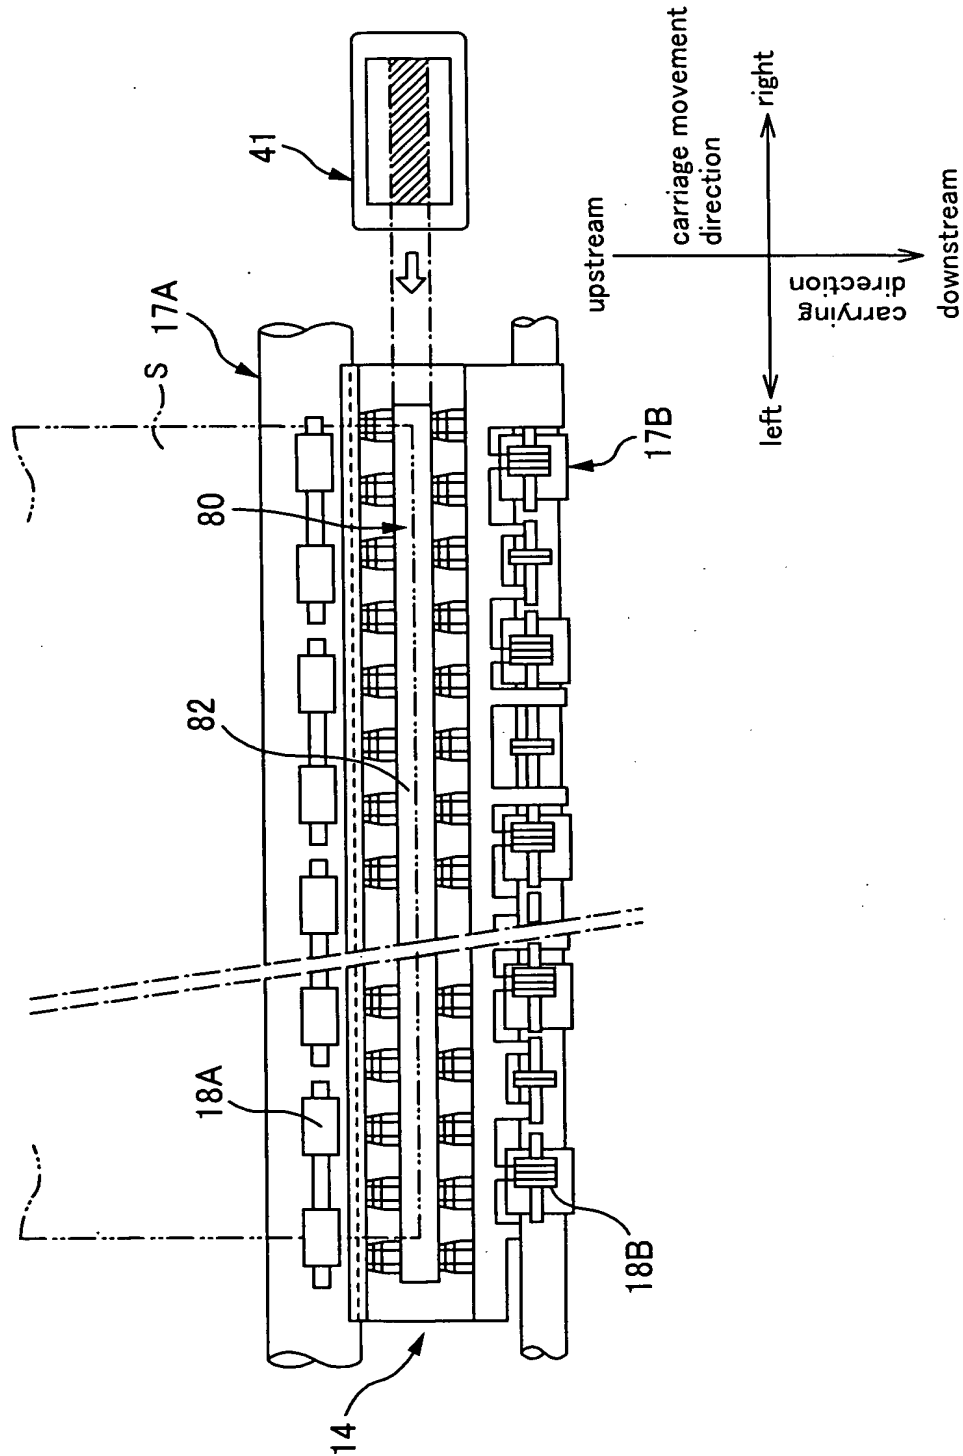 41
17A
S
80
82
18A
14
17B
18B
upstream
carriage movement
direction
right
left
carrying
direction
downstream